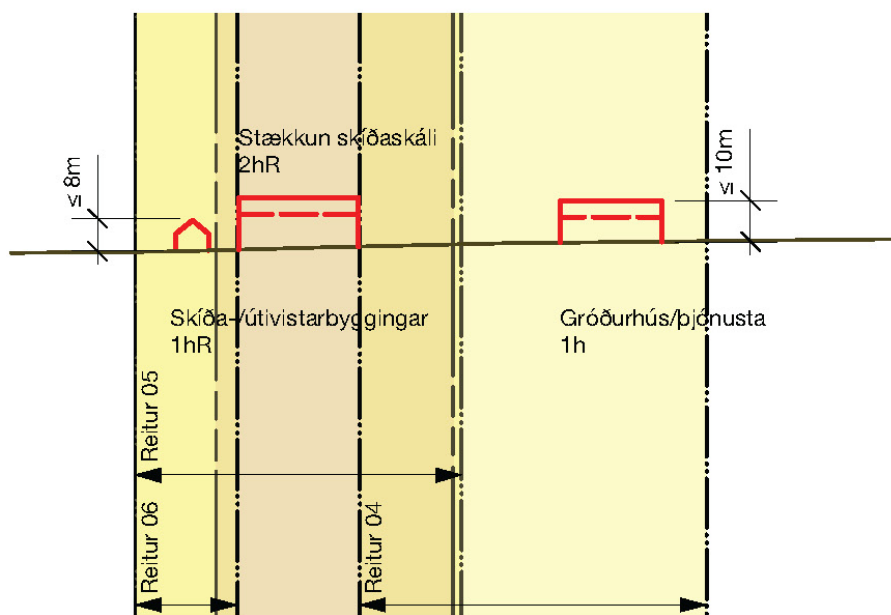 Stækkun skíðaskáli
2hR
≤ 8m
≤ 10m
Skíða-/útivistarbyggingar
1hR
Gróðurhús/þjónusta
1h
Reitur 05
Reitur 06
Reitur 04